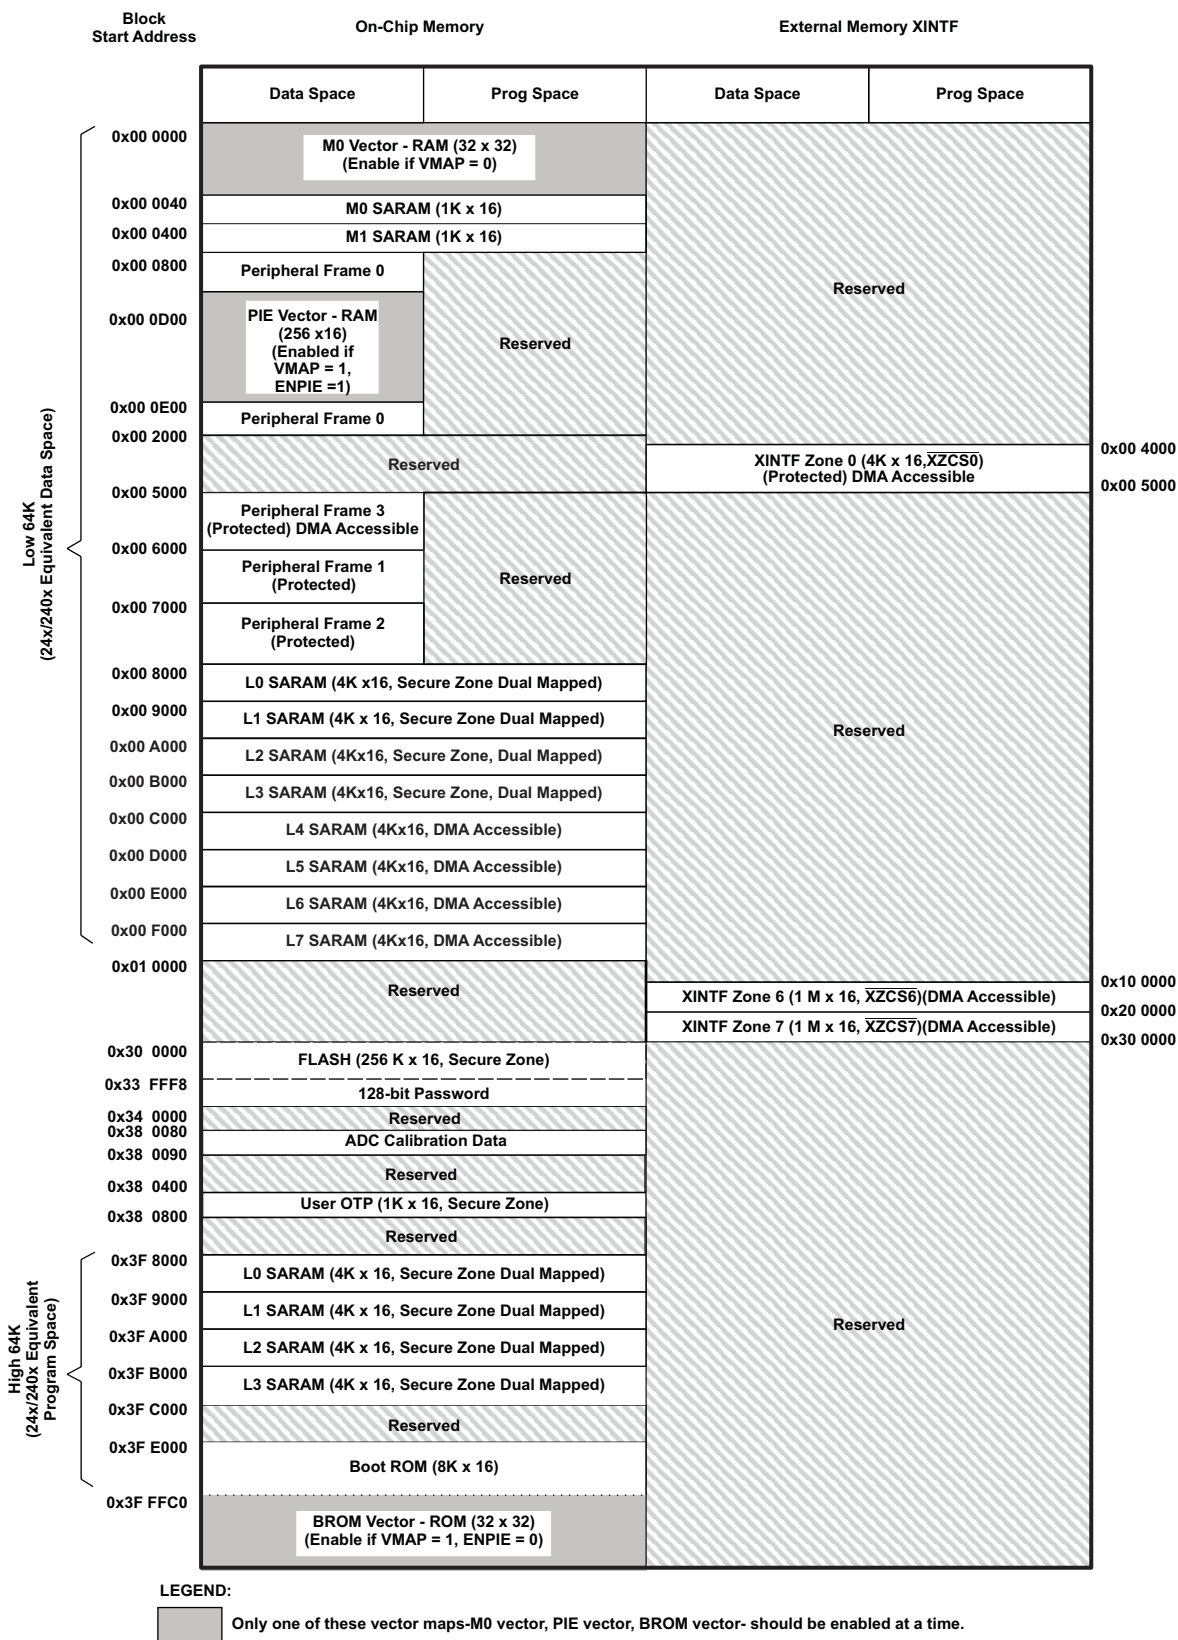 Block
Start Address
On-Chip Memory
External Memory XINTF
Data Space
Prog Space
Data Space
Prog Space
0x00 0000
M0 Vector - RAM (32 x 32)
(Enable if VMAP = 0)
0x00 0040
M0 SARAM (1K x 16)
0x00 0400
M1 SARAM (1K x 16)
0x00 0800
Peripheral Frame 0
Reserved
0x00 0D00
PIE Vector - RAM
(256 x16)
(Enabled if
VMAP = 1,
ENPIE =1)
Reserved
0x00 0E00
Peripheral Frame 0
0x00 2000
Reserved
XINTF Zone 0 (4K x 16,XZCS0)
(Protected) DMA Accessible
0x00 4000
0x00 5000
0x00 5000
Peripheral Frame 3
(Protected) DMA Accessible
0x00 6000
Peripheral Frame 1
(Protected)
Reserved
0x00 7000
Peripheral Frame 2
(Protected)
Low 64K
(24x/240x Equivalent Data Space)
0x00 8000
L0 SARAM (4K x16, Secure Zone Dual Mapped)
0x00 9000
L1 SARAM (4K x 16, Secure Zone Dual Mapped)
Reserved
0x00 A000
L2 SARAM (4Kx16, Secure Zone, Dual Mapped)
0x00 B000
L3 SARAM (4Kx16, Secure Zone, Dual Mapped)
0x00 C000
L4 SARAM (4Kx16, DMA Accessible)
0x00 D000
L5 SARAM (4Kx16, DMA Accessible)
0x00 E000
L6 SARAM (4Kx16, DMA Accessible)
0x00 F000
L7 SARAM (4Kx16, DMA Accessible)
0x01 0000
Reserved
0x10 0000
XINTF Zone 6 (1 M x 16, XZCS6)(DMA Accessible)
0x20 0000
XINTF Zone 7 (1 M x 16, XZCS7)(DMA Accessible)
0x30 0000
0x30 0000
FLASH (256 K x 16, Secure Zone)
0x33 FFF8
128-bit Password
0x34 0000
Reserved
0x38 0080
ADC Calibration Data
0x38 0090
Reserved
0x38 0400
User OTP (1K x 16, Secure Zone)
0x38 0800
Reserved
0x3F 8000
L0 SARAM (4K x 16, Secure Zone Dual Mapped)
0x3F 9000
L1 SARAM (4K x 16, Secure Zone Dual Mapped)
Reserved
0x3F A000
L2 SARAM (4K x 16, Secure Zone Dual Mapped)
0x3F B000
L3 SARAM (4K x 16, Secure Zone Dual Mapped)
High 64K
(24x/240x Equivalent
Program Space)
0x3F C000
Reserved
0x3F E000
Boot ROM (8K x 16)
0x3F FFC0
BROM Vector - ROM (32 x 32)
(Enable if VMAP = 1, ENPIE = 0)
LEGEND:
Only one of these vector maps-M0 vector, PIE vector, BROM vector- should be enabled at a time.